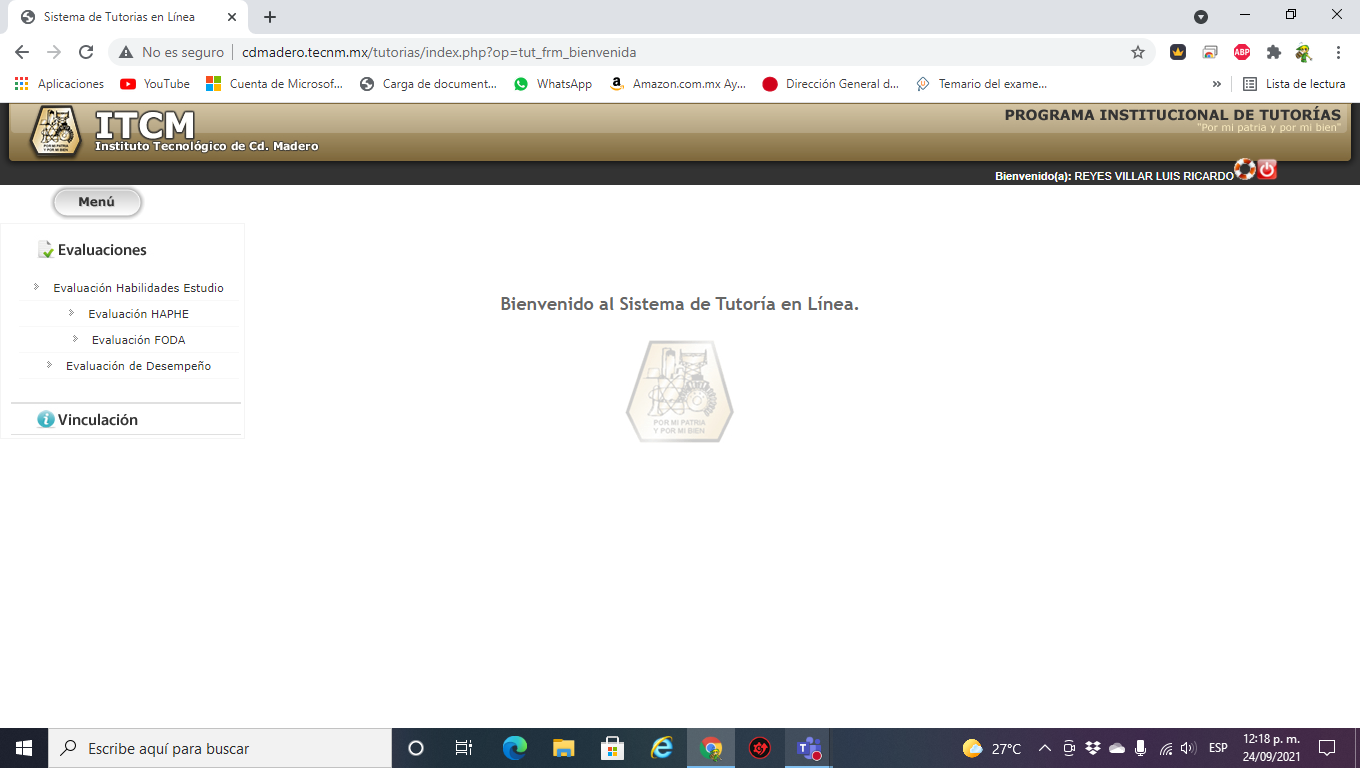 Sistema de Tutorias en Línea
No es seguro
cdmadero.tecnm.mx/tutorias/index.php?op=tut_frm_bienvenida
Aplicaciones
YouTube
Cuenta de Microsof...
Carga de document...
WhatsApp
Amazon.com.mx Ay...
Dirección General d...
Temario del exame...
»
Lista de lectura
ITCM
Instituto Tecnológico de Cd. Madero
POR MI PATRIA
Y POR MI BIEN
PROGRAMA INSTITUCIONAL DE TUTORÍAS
"Por mi patria y por mi bien"
Bienvenido(a): REYES VILLAR LUIS RICARDO
Menú
Evaluaciones
Evaluación Habilidades Estudio
Evaluación HAPHE
Evaluación FODA
Evaluación de Desempeño
Vinculación
Bienvenido al Sistema de Tutoría en Línea.
POR MI PATRIA
Y POR MI BIEN
Escribe aquí para buscar
27°C
ESP
12:18 p. m.
24/09/2021
ABP